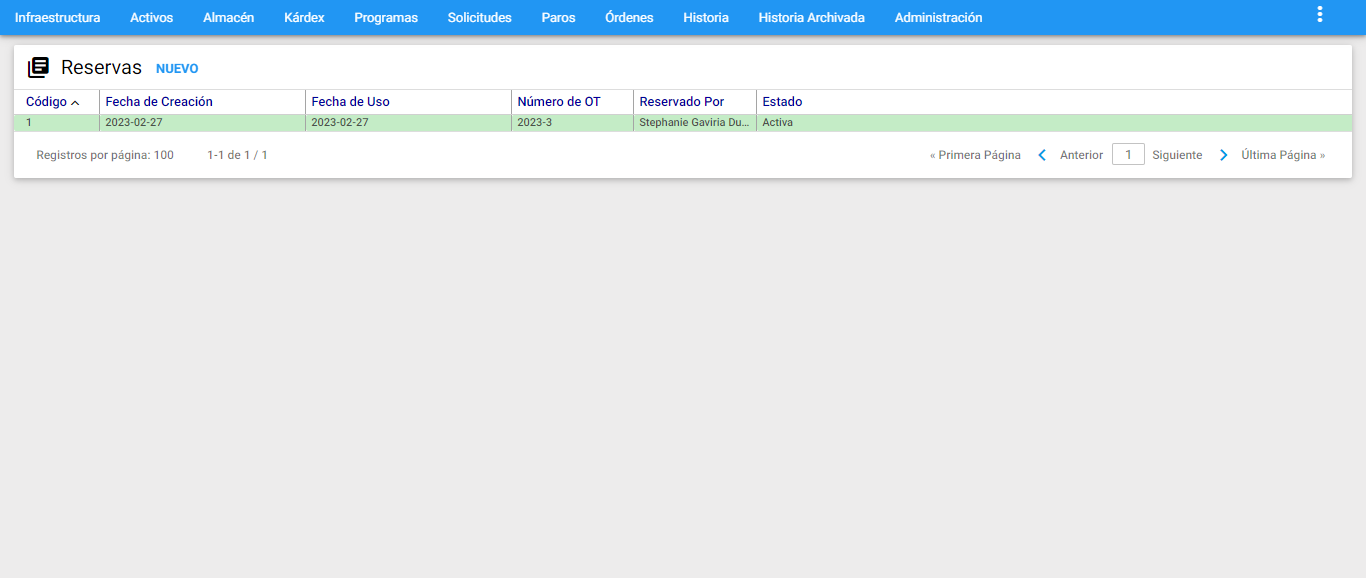 Infraestructura Activos Almacén Kárdex Programas Solicitudes Paros Órdenes Historia Historia Archivada Administración
Reservas NUEVO
Código Fecha de Creación Fecha de Uso Número de OT Reservado Por Estado
1 2023-02-27 2023-02-27 2023-3 Stephanie Gaviria Du... Activa
Registros por página: 100 1-1 de 1 / 1 « Primera Página Anterior 1 Siguiente Última Página »